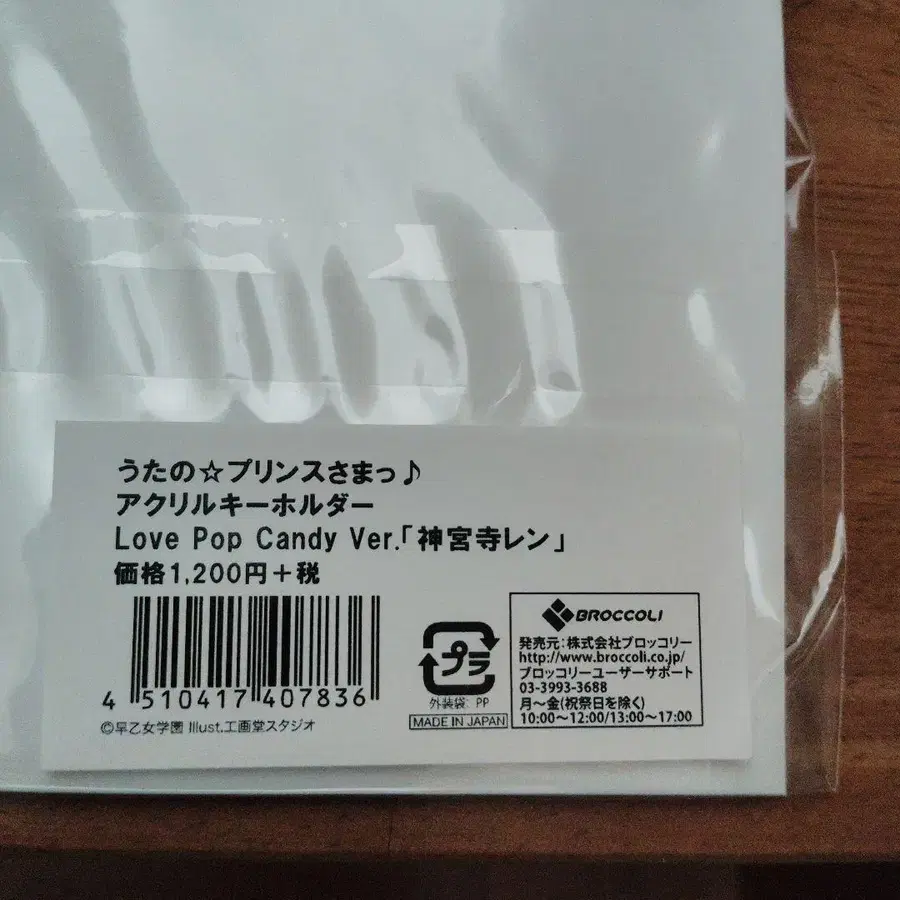 うたの☆プリンスさまっ♪
アクリルキーホルダー
Love Pop Candy Ver.「神宮寺レン」
価格1,200円+税
4 510417 407836
©早乙女学園 Illust.工画堂スタジオ
プラ
外装袋: PP
MADE IN JAPAN
BROCCOLI
発売元:株式会社ブロッコリー
http://www.broccoli.co.jp/
ブロッコリーユーザーサポート
03-3993-3688
月～金(祝祭日を除く)
10:00～12:00/13:00～17:00